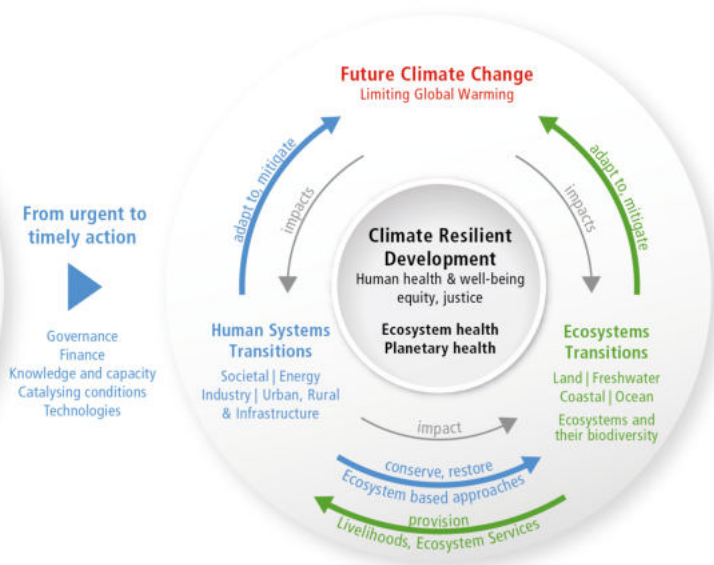 Future Climate Change
Limiting Global Warming
adapt to, mitigate
impacts
impacts
adapt to, mitigate
From urgent to
timely action
Governance
Finance
Knowledge and capacity
Catalysing conditions
Technologies
Climate Resilient
Development
Human health & well-being
equity, justice
Ecosystem health
Planetary health
Human Systems
Transitions
Societal | Energy
Industry | Urban, Rural
& Infrastructure
Ecosystems
Transitions
Land | Freshwater
Coastal | Ocean
Ecosystems and
their biodiversity
impact
conserve, restore
Ecosystem based approaches
provision
Livelihoods, Ecosystem Services